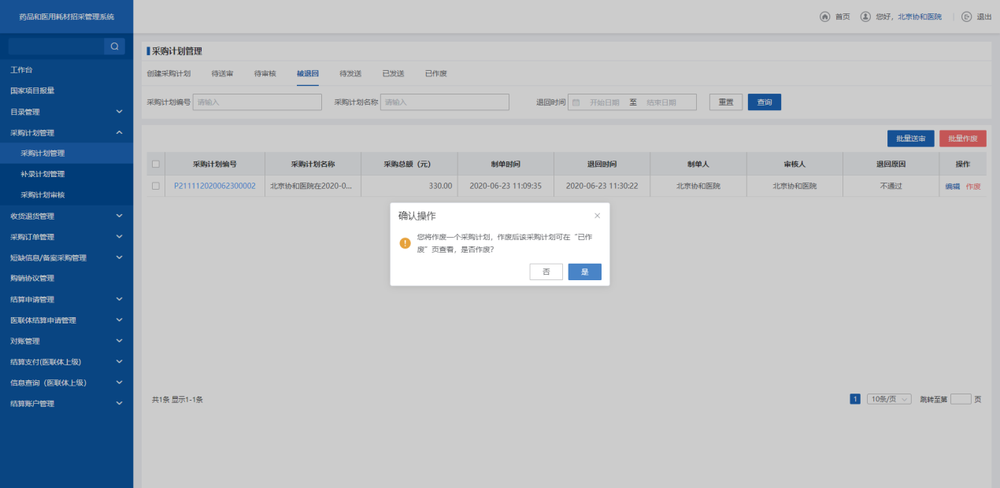 药品和医用耗材招采管理系统
首页
您好，北京协和医院
退出
工作台
国家项目报量
目录管理
采购计划管理
采购计划管理
补录计划管理
采购计划审核
收货退货管理
采购订单管理
短缺信息/备案采购管理
购销协议管理
结算申请管理
医联体结算申请管理
对账管理
结算支付(医联体上级)
信息查询（医联体上级）
结算账户管理
采购计划管理
创建采购计划 待送审 待审核 被退回 待发送 已发送 已作废
采购计划编号 请输入 采购计划名称 请输入 退回时间 开始日期 至 结束日期 重置 查询
批量送审 批量作废
采购计划编号 采购计划名称 采购总额（元） 制单时间 退回时间 制单人 审核人 退回原因 操作
P211112020062300002 北京协和医院在2020-0... 330.00 2020-06-23 11:09:35 2020-06-23 11:30:22 北京协和医院 北京协和医院 不通过 编辑 作废
确认操作
您将作废一个采购计划，作废后该采购计划可在“已作
废”页查看，是否作废？
否 是
共1条 显示1-1条
1 10条/页 跳转至第 页